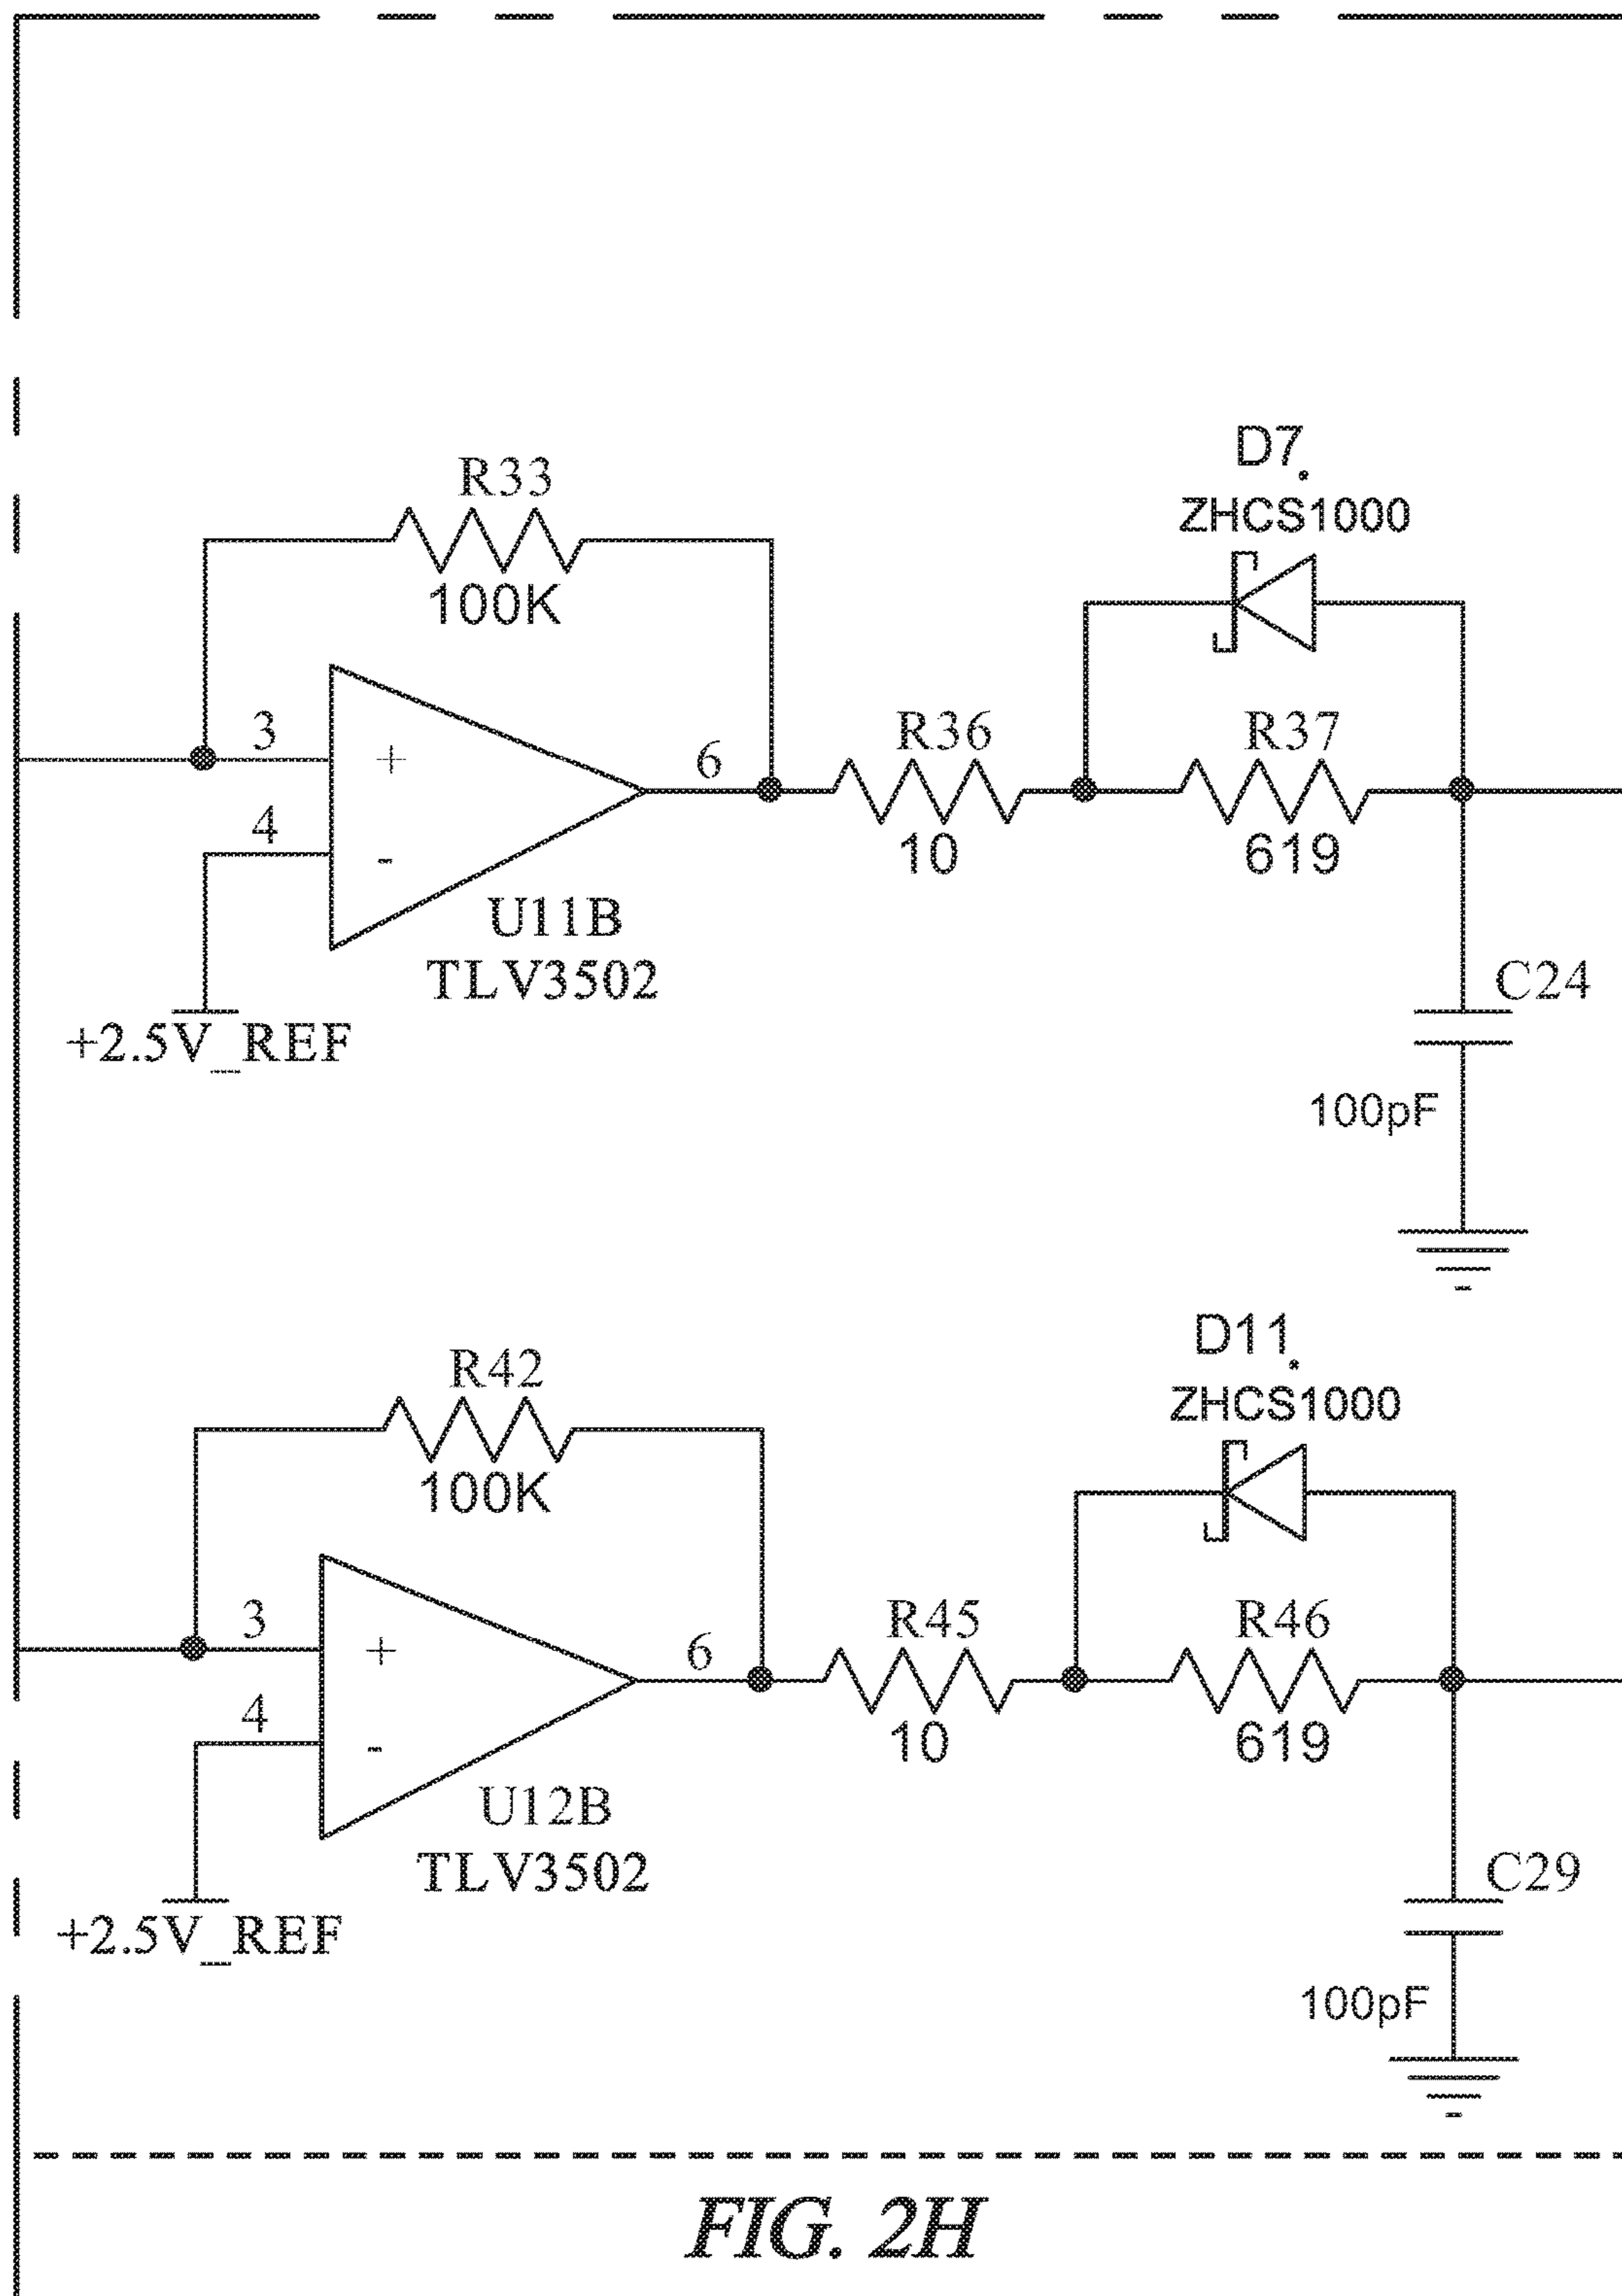 D7
ZHCS1000
R33
100K
R36
10
R37
619
3
+
6
4
-
U11B
TLV3502
+2.5V_REF
C24
100pF
D11
ZHCS1000
R42
100K
R45
10
R46
619
3
+
6
4
-
U12B
TLV3502
+2.5V_REF
C29
100pF
FIG. 2H